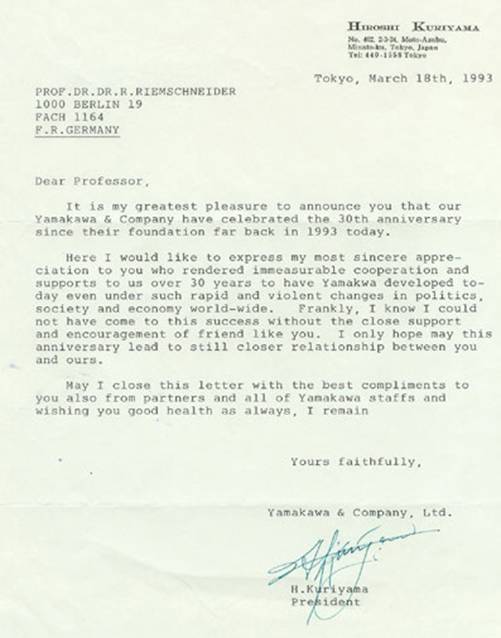 HIROSHI KURIYAMA
No. 402, 2-3-24, Moto-Azabu,
Minato-ku, Tokyo, Japan
Tel: 440-1558 Tokyo
Tokyo, March 18th, 1993
PROF.DR.DR.R.RIEMSCHNEIDER
1000 BERLIN 19
FACH 1164
F.R.GERMANY
Dear Professor,
It is my greatest pleasure to announce you that our
Yamakawa & Company have celebrated the 30th anniversary
since their foundation far back in 1993 today.
Here I would like to express my most sincere appre-
ciation to you who rendered immeasurable cooperation and
supports to us over 30 years to have Yamakwa developed to-
day even under such rapid and violent changes in politics,
society and economy world-wide. Frankly, I know I could
not have come to this success without the close support
and encouragement of friend like you. I only hope may this
anniversary lead to still closer relationship between you
and ours.
May I close this letter with the best compliments to
you also from partners and all of Yamakawa staffs and
wishing you good health as always, I remain
Yours faithfully,
Yamakawa & Company, Ltd.
H.Kuriyama
President